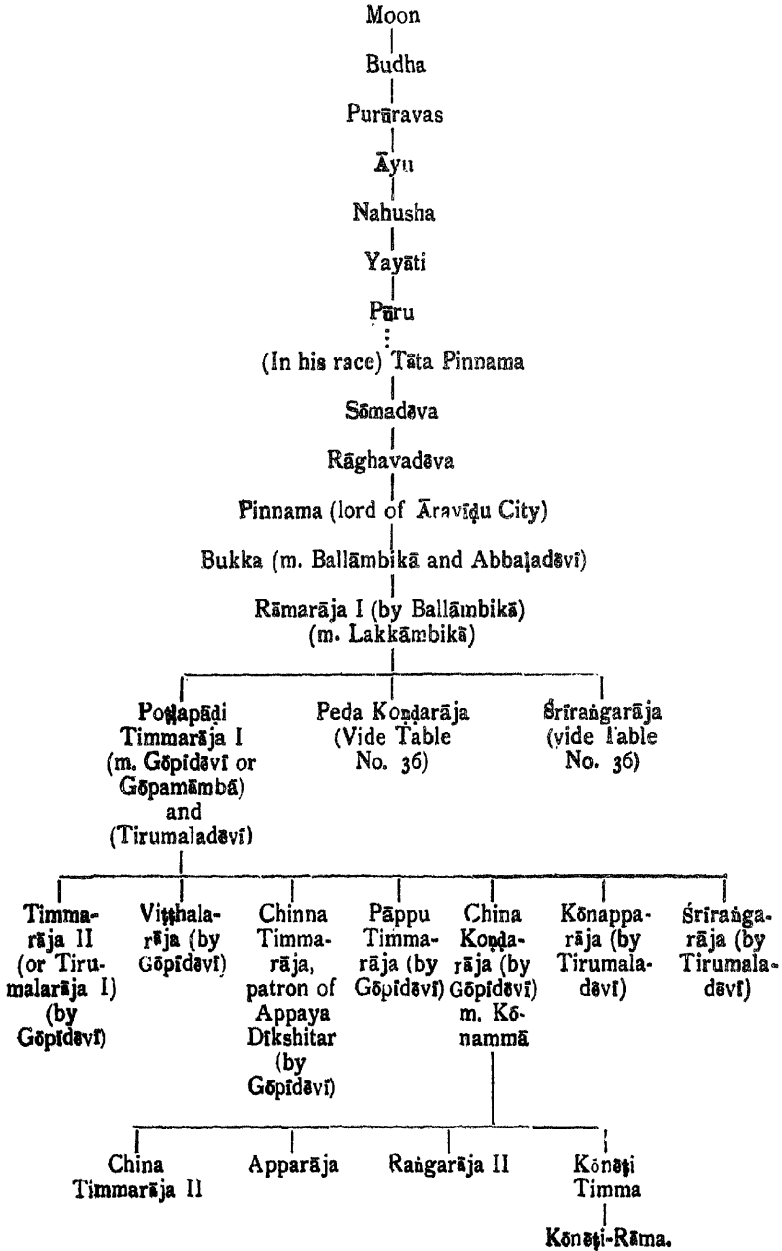 Moon
Budha
Purūravas
Āyu
Nahusha
Yayāti
Pūru
(In his race) Tāta Pinnama
Sōmadēva
Rāghavadēva
Pinnama (lord of Āravīḍu City)
Bukka (m. Ballāmbikā and Abbaḷadēvī)
Rāmarāja I (by Ballāmbikā)
(m. Lakkāmbikā)
Poṭlapāḍi
Timmarāja I
(m. Gōpīdēvī or
Gōpamāmbá)
and
(Tirumaladēvī)
Peda Koṇḍarāja
(Vide Table
No. 36)
Śrīraṅgarāja
(vide Table
No. 36)
Timma-
rāja II
(or Tiru-
malarāja I)
(by
Gōpīdēvī)
Viṭṭhala-
rāja (by
Gōpīdēvī)
Chinna
Timma-
rāja,
patron of
Appaya
Dīkshitar
(by
Gōpīdēvī)
Pāppu
Timma-
rāja (by
Gōpīdēvī)
China
Koṇḍa-
rāja (by
Gōpīdēvī)
m. Kō-
nammā
Kōnappa-
rāja (by
Tirumala-
dēvī)
Śrīraṅga-
rāja (by
Tirumala-
dēvī)
China
Timmarāja II
Apparāja
Raṅgarāja II
Kōnēṭi
Timma
Kōnēṭi-Rāma.